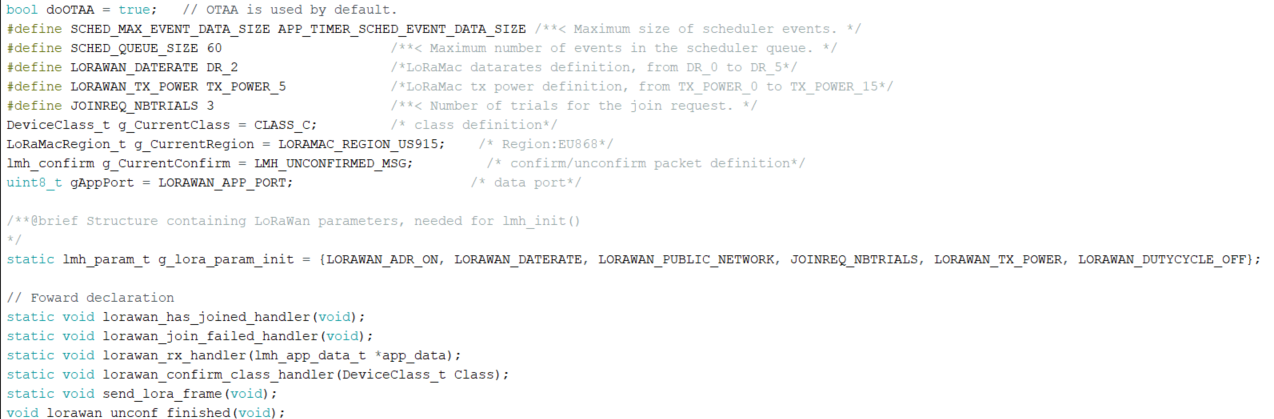 bool doOTAA = true;   // OTAA is used by default.
#define SCHED_MAX_EVENT_DATA_SIZE APP_TIMER_SCHED_EVENT_DATA_SIZE /**< Maximum size of scheduler events. */
#define SCHED_QUEUE_SIZE 60                     /**< Maximum number of events in the scheduler queue. */
#define LORAWAN_DATERATE DR_2                   /*LoRaMac datarates definition, from DR_0 to DR_5*/
#define LORAWAN_TX_POWER TX_POWER_5             /*LoRaMac tx power definition, from TX_POWER_0 to TX_POWER_15*/
#define JOINREQ_NBTRIALS 3                      /**< Number of trials for the join request. */
DeviceClass_t g_CurrentClass = CLASS_C;         /* class definition*/
LoRaMacRegion_t g_CurrentRegion = LORAMAC_REGION_US915;    /* Region:EU868*/
lmh_confirm g_CurrentConfirm = LMH_UNCONFIRMED_MSG;         /* confirm/unconfirm packet definition*/
uint8_t gAppPort = LORAWAN_APP_PORT;                      /* data port*/
/**@brief Structure containing LoRaWan parameters, needed for lmh_init()
*/
static lmh_param_t g_lora_param_init = {LORAWAN_ADR_ON, LORAWAN_DATERATE, LORAWAN_PUBLIC_NETWORK, JOINREQ_NBTRIALS, LORAWAN_TX_POWER, LORAWAN_DUTYCYCLE_OFF};
// Foward declaration
static void lorawan_has_joined_handler(void);
static void lorawan_join_failed_handler(void);
static void lorawan_rx_handler(lmh_app_data_t *app_data);
static void lorawan_confirm_class_handler(DeviceClass_t Class);
static void send_lora_frame(void);
void lorawan_unconf_finished(void);